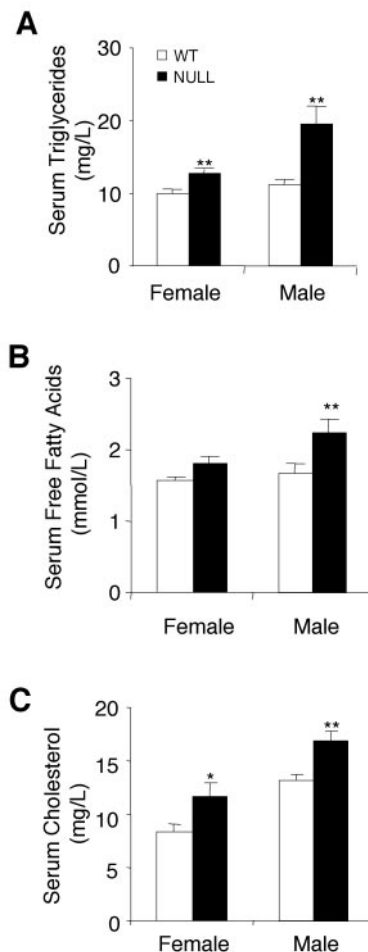 A
Serum Triglycerides
(mg/L)
30
20
10
0
WT
NULL
**
**
Female
Male
B
Serum Free Fatty Acids
(mmol/L)
3
2
1
0
**
Female
Male
C
Serum Cholesterol
(mg/L)
20
15
10
5
0
*
**
Female
Male